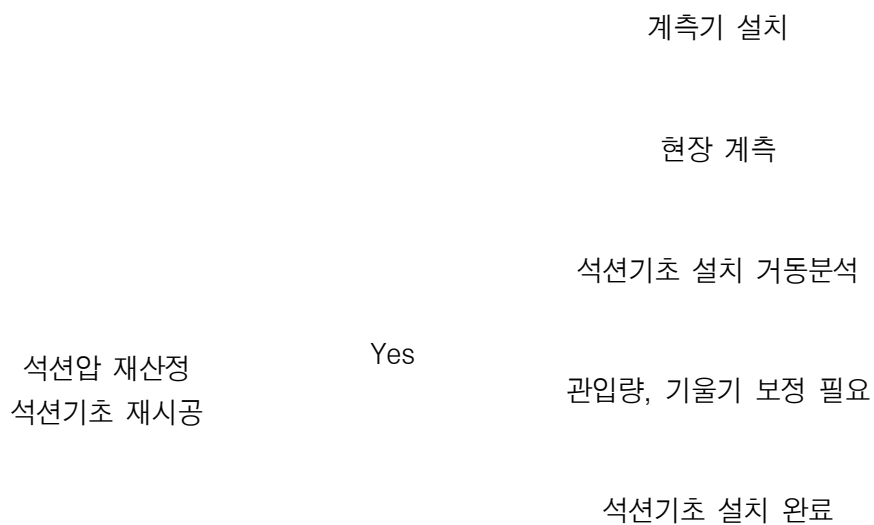 계측기 설치
현장 계측
석션기초 설치 거동분석
관입량, 기울기 보정 필요
Yes
석션압 재산정
석션기초 재시공
석션기초 설치 완료